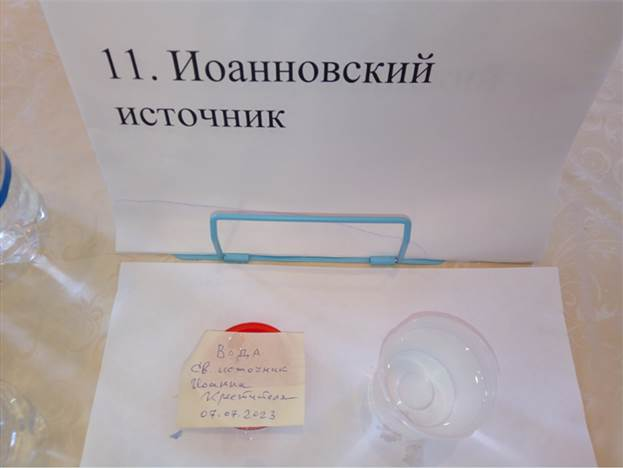 11. Иоанновский
источник
Вода
Св. источник
Иоанна
Крестителя
07.07.2023